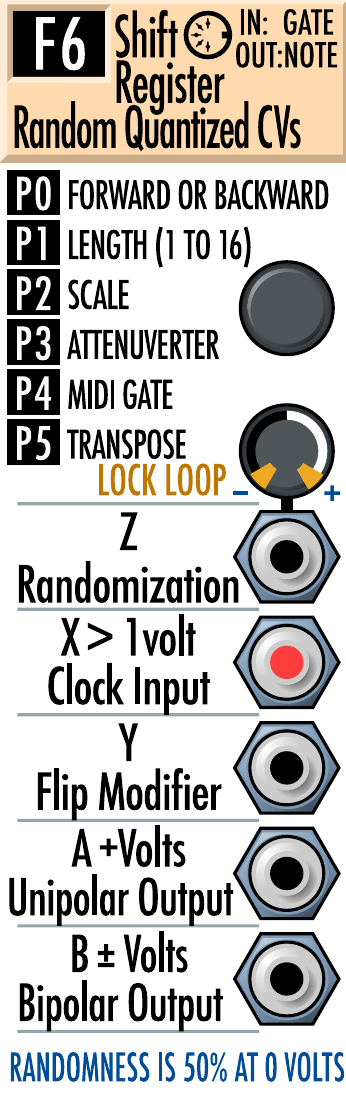 F6 Shift IN: GATE
OUT:NOTE
Register
Random Quantized CVs
P0 FORWARD OR BACKWARD
P1 LENGTH (1 TO 16)
P2 SCALE
P3 ATTENUVERTER
P4 MIDI GATE
P5 TRANSPOSE
LOCK LOOP - +
Z
Randomization
X > 1volt
Clock Input
Y
Flip Modifier
A +Volts
Unipolar Output
B ± Volts
Bipolar Output
RANDOMNESS IS 50% AT 0 VOLTS